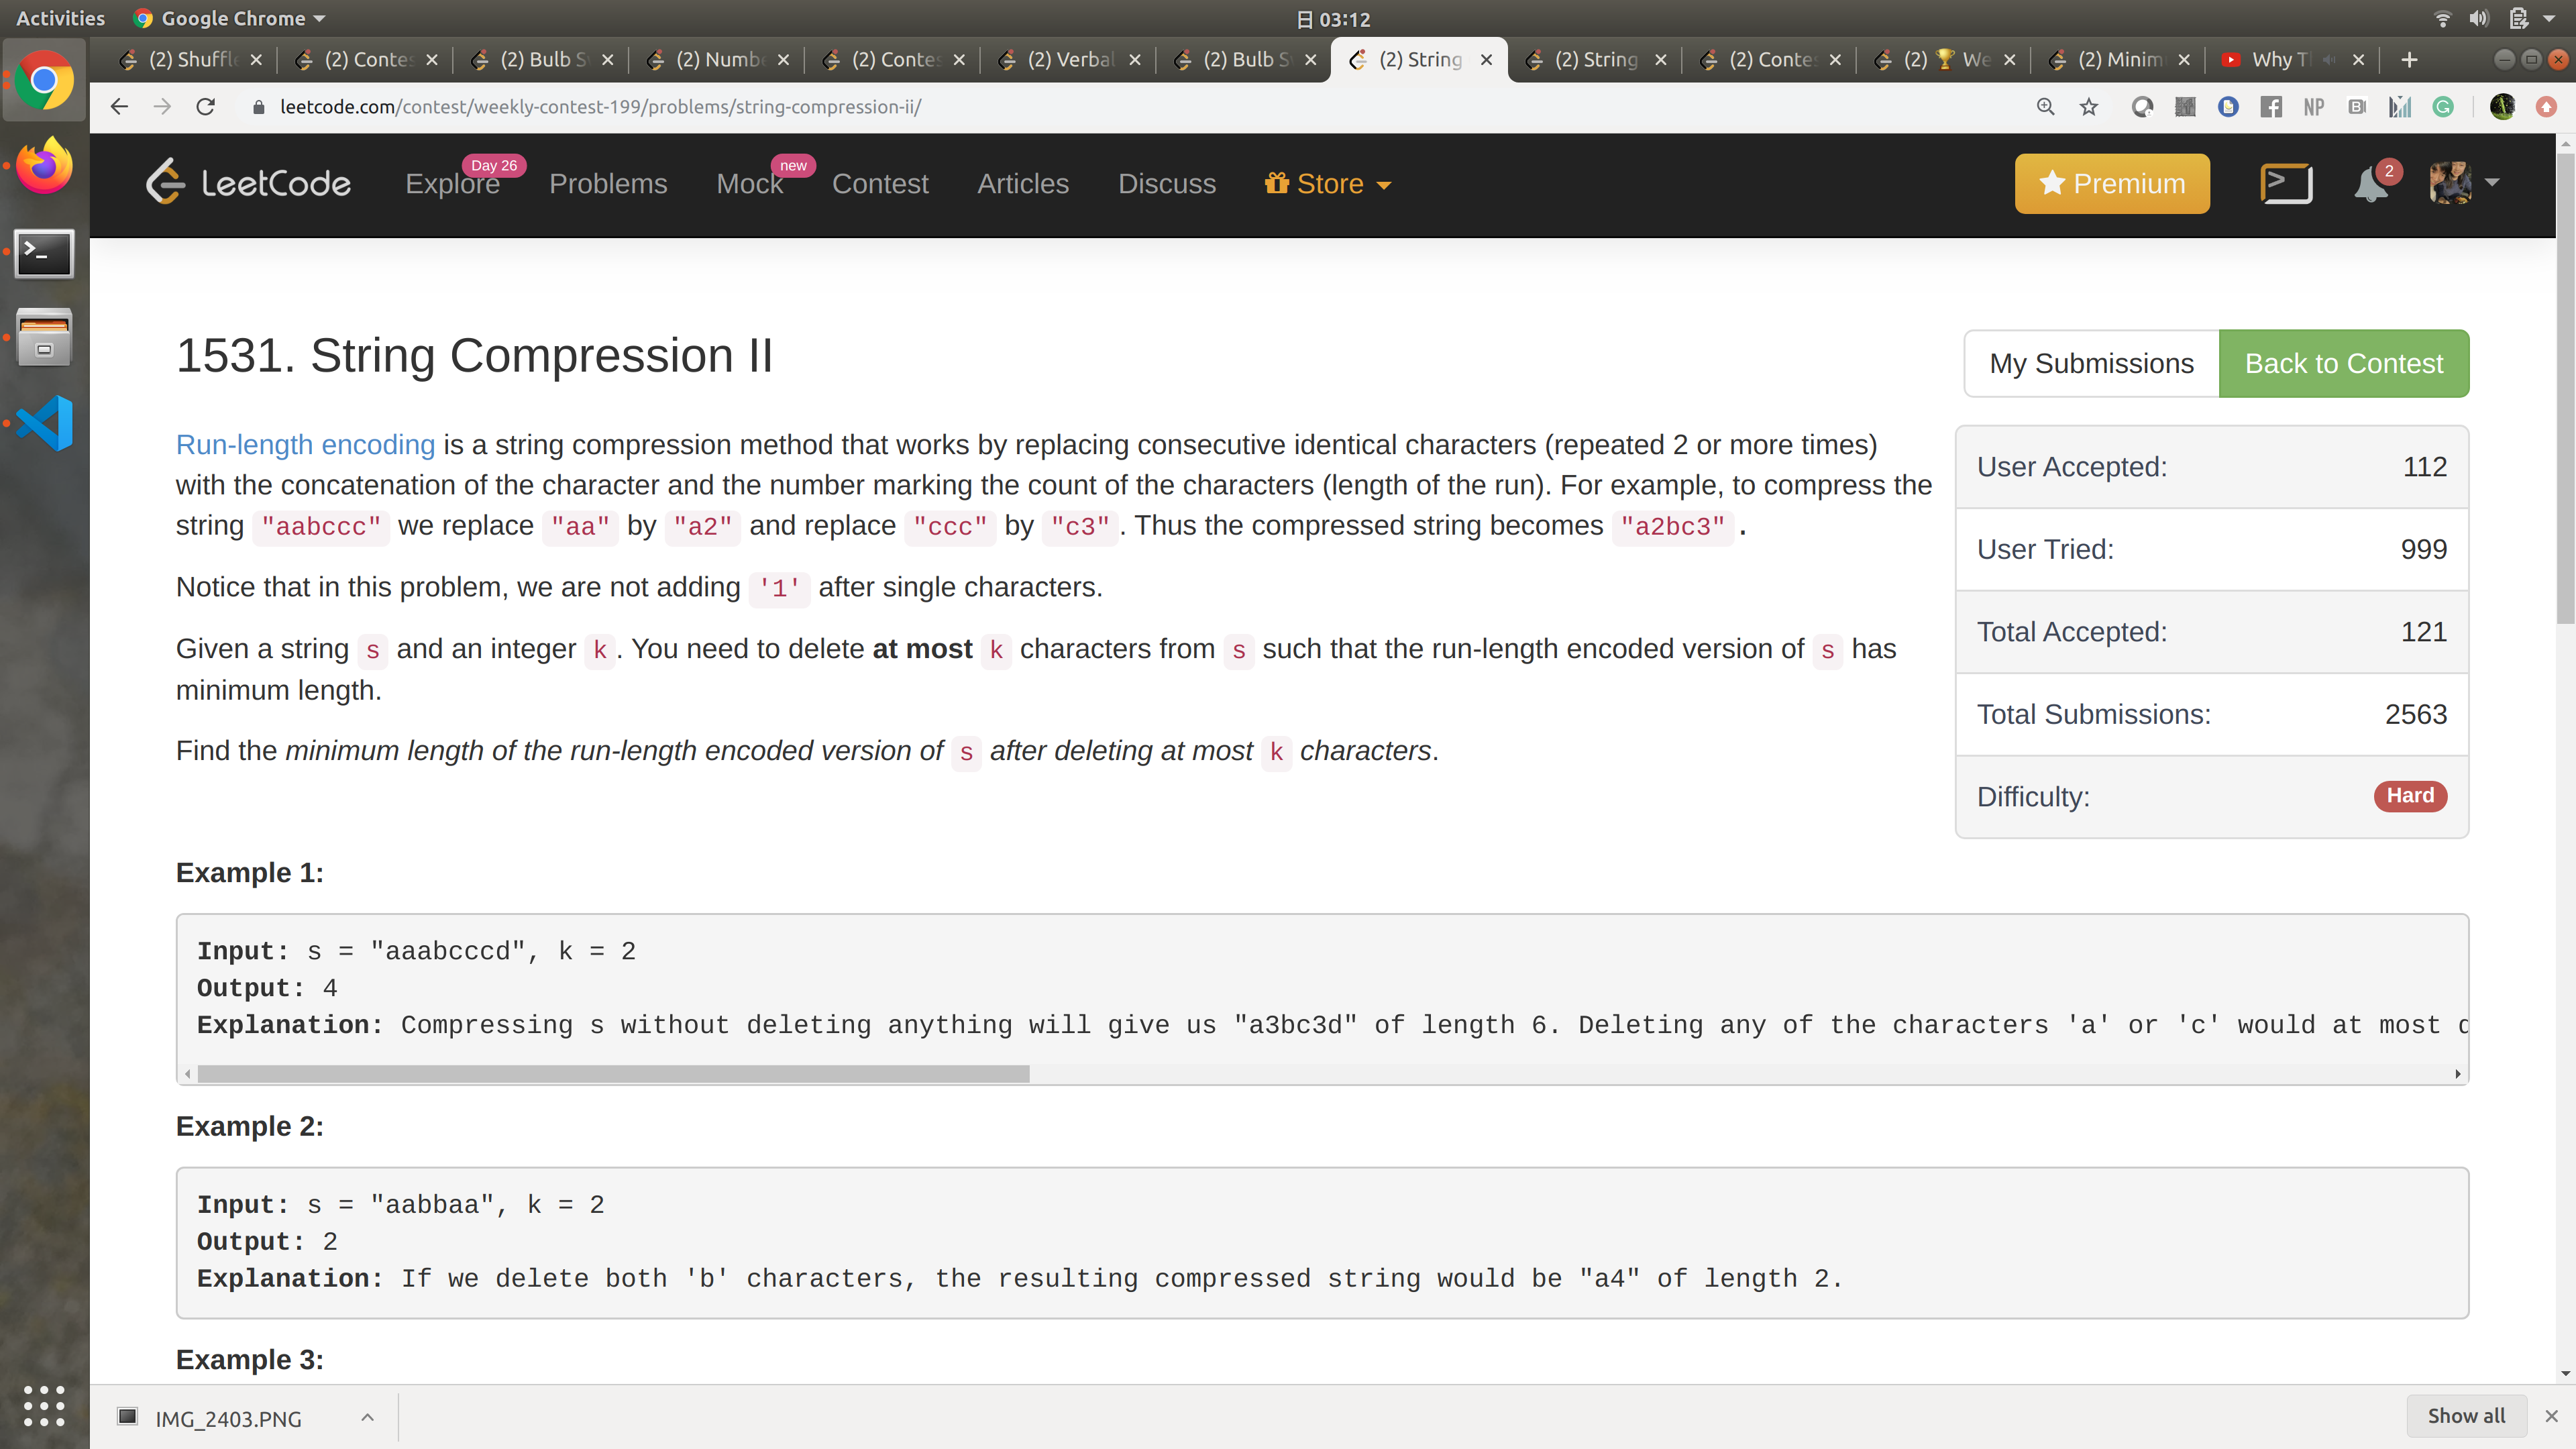 Activities
Google Chrome
日 03:12
(2) Shuffle
(2) Contes
(2) Bulb S
(2) Numbe
(2) Contes
(2) Verbal
(2) Bulb S
(2) String
(2) String
(2) Contes
(2) 🏆 We
(2) Minim
Why Th
leetcode.com/contest/weekly-contest-199/problems/string-compression-ii/
LeetCode
Explore
Day 26
Problems
Mock
new
Contest
Articles
Discuss
Store
Premium
2
1531. String Compression II
My Submissions
Back to Contest
Run-length encoding is a string compression method that works by replacing consecutive identical characters (repeated 2 or more times)
with the concatenation of the character and the number marking the count of the characters (length of the run). For example, to compress the
string "aabccc" we replace "aa" by "a2" and replace "ccc" by "c3". Thus the compressed string becomes "a2bc3".
Notice that in this problem, we are not adding '1' after single characters.
Given a string s and an integer k. You need to delete at most k characters from s such that the run-length encoded version of s has
minimum length.
Find the minimum length of the run-length encoded version of s after deleting at most k characters.
User Accepted: 112
User Tried: 999
Total Accepted: 121
Total Submissions: 2563
Difficulty: Hard
Example 1:
Input: s = "aaabcccd", k = 2
Output: 4
Explanation: Compressing s without deleting anything will give us "a3bc3d" of length 6. Deleting any of the characters 'a' or 'c' would at most
Example 2:
Input: s = "aabbaa", k = 2
Output: 2
Explanation: If we delete both 'b' characters, the resulting compressed string would be "a4" of length 2.
Example 3:
IMG_2403.PNG
Show all